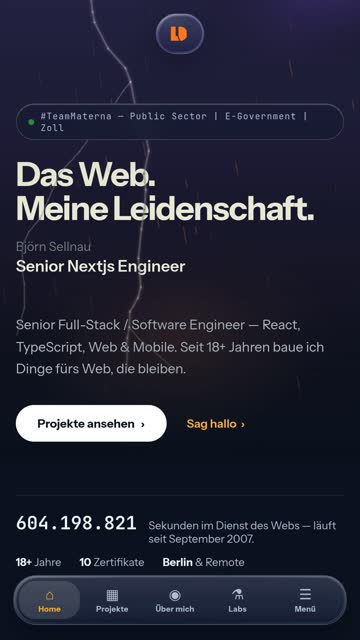 LD
#TeamMaterna — Public Sector | E-Government |
Zoll
Das Web.
Meine Leidenschaft.
Björn Sellnau
Senior Nextjs Engineer
Senior Full-Stack / Software Engineer — React,
TypeScript, Web & Mobile. Seit 18+ Jahren baue ich
Dinge fürs Web, die bleiben.
Projekte ansehen ›
Sag hallo ›
604.198.821
Sekunden im Dienst des Webs — läuft
seit September 2007.
18+ Jahre
10 Zertifikate
Berlin & Remote
Home
Projekte
Über mich
Labs
Menü